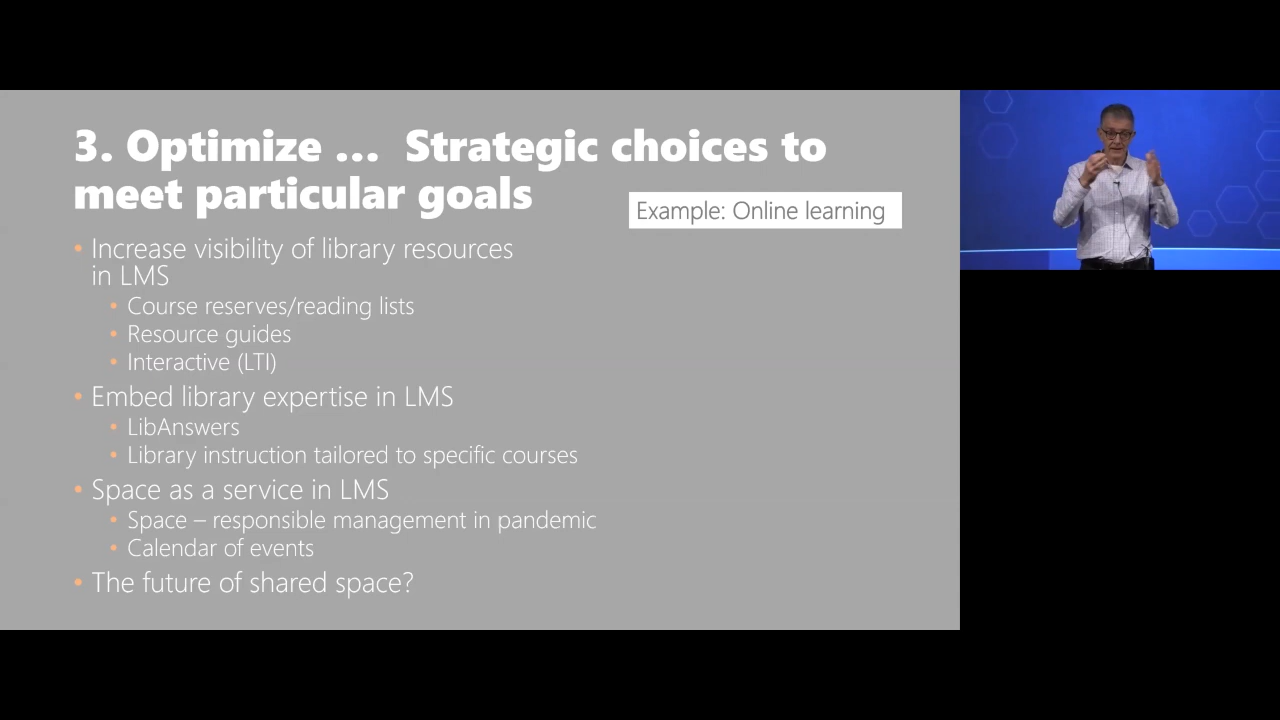 3. Optimize ... Strategic choices to
meet particular goals
Example: Online learning
• Increase visibility of library resources
in LMS
• Course reserves/reading lists
• Resource guides
• Interactive (LTI)
• Embed library expertise in LMS
• LibAnswers
• Library instruction tailored to specific courses
• Space as a service in LMS
• Space – responsible management in pandemic
• Calendar of events
• The future of shared space?